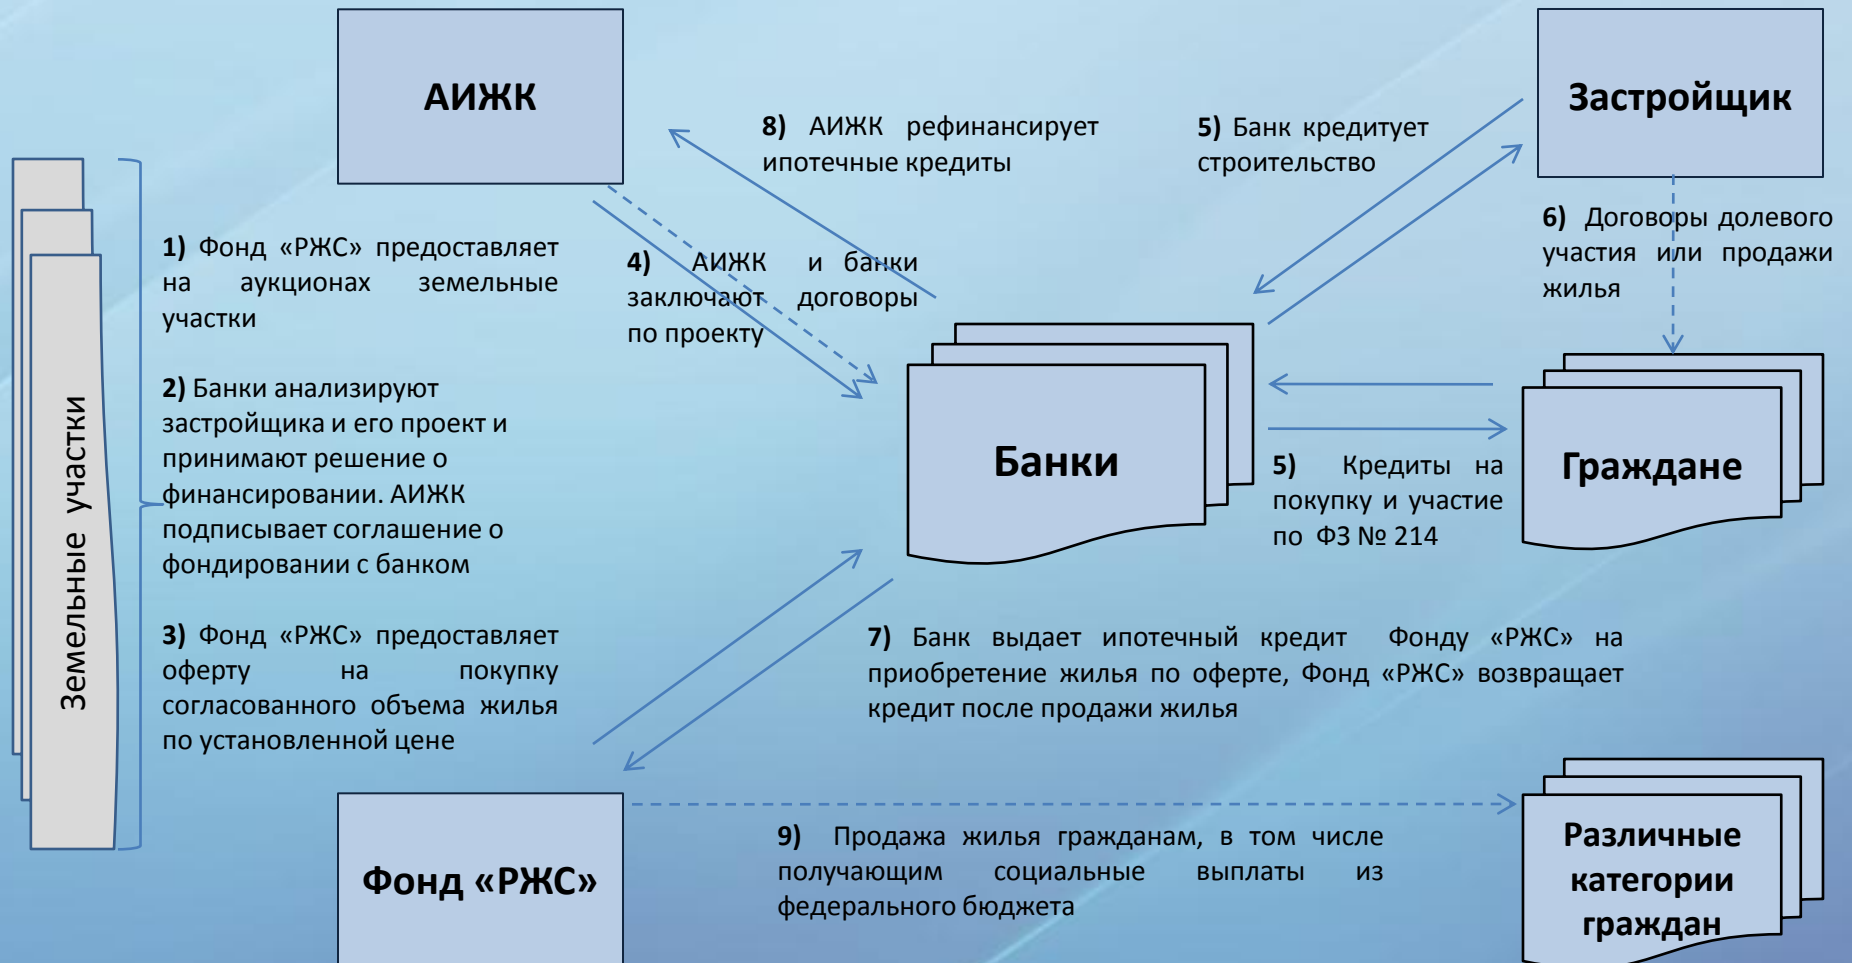 АИЖК
Застройщик
8) АИЖК рефинансирует
ипотечные кредиты
5) Банк кредитует
строительство
Земельные участки
1) Фонд «РЖС» предоставляет
на аукционах земельные
участки
4) АИЖК и банки
заключают договоры
по проекту
6) Договоры долевого
участия или продажи
жилья
2) Банки анализируют
застройщика и его проект и
принимают решение о
финансировании. АИЖК
подписывает соглашение о
фондировании с банком
Банки
5) Кредиты на
покупку и участие
по ФЗ № 214
Граждане
3) Фонд «РЖС» предоставляет
оферту на покупку
согласованного объема жилья
по установленной цене
7) Банк выдает ипотечный кредит Фонду «РЖС» на
приобретение жилья по оферте, Фонд «РЖС» возвращает
кредит после продажи жилья
Фонд «РЖС»
9) Продажа жилья гражданам, в том числе
получающим социальные выплаты из
федерального бюджета
Различные
категории
граждан